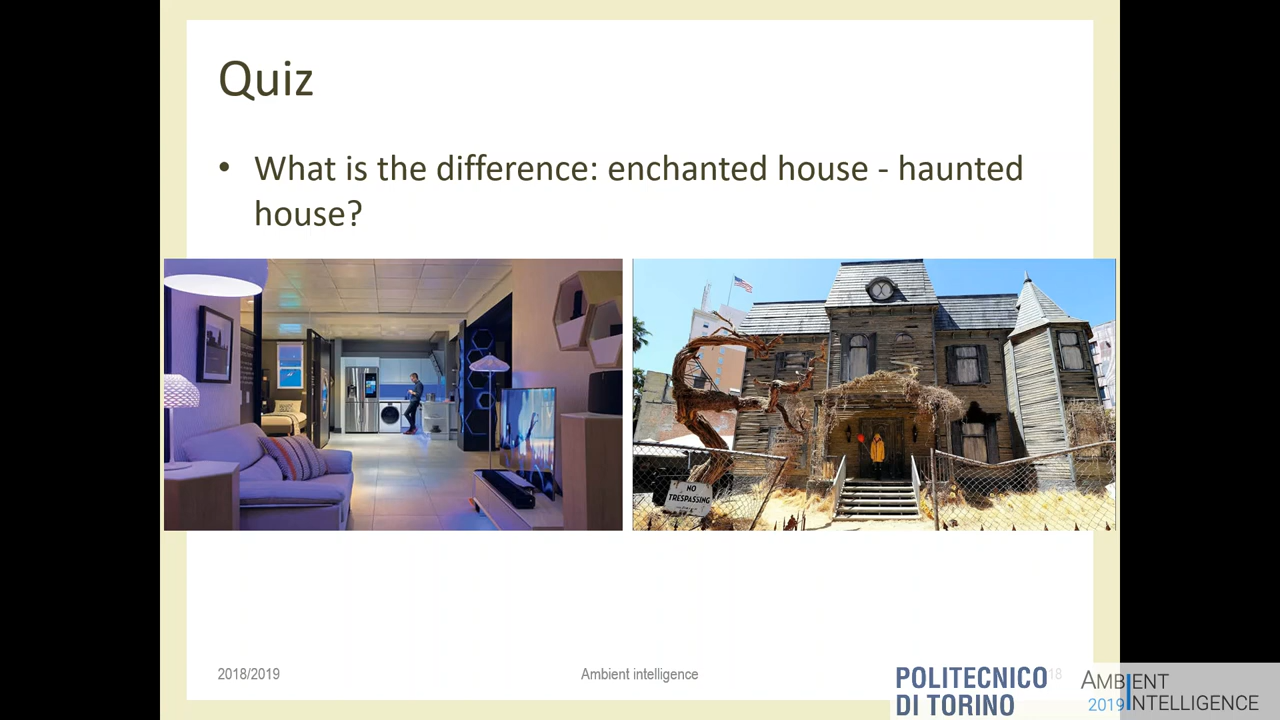 Quiz
• What is the difference: enchanted house - haunted
house?
NO
TRESPASSING
2018/2019
Ambient intelligence
18
POLITECNICO
DI TORINO
AMBIENT
2019 INTELLIGENCE